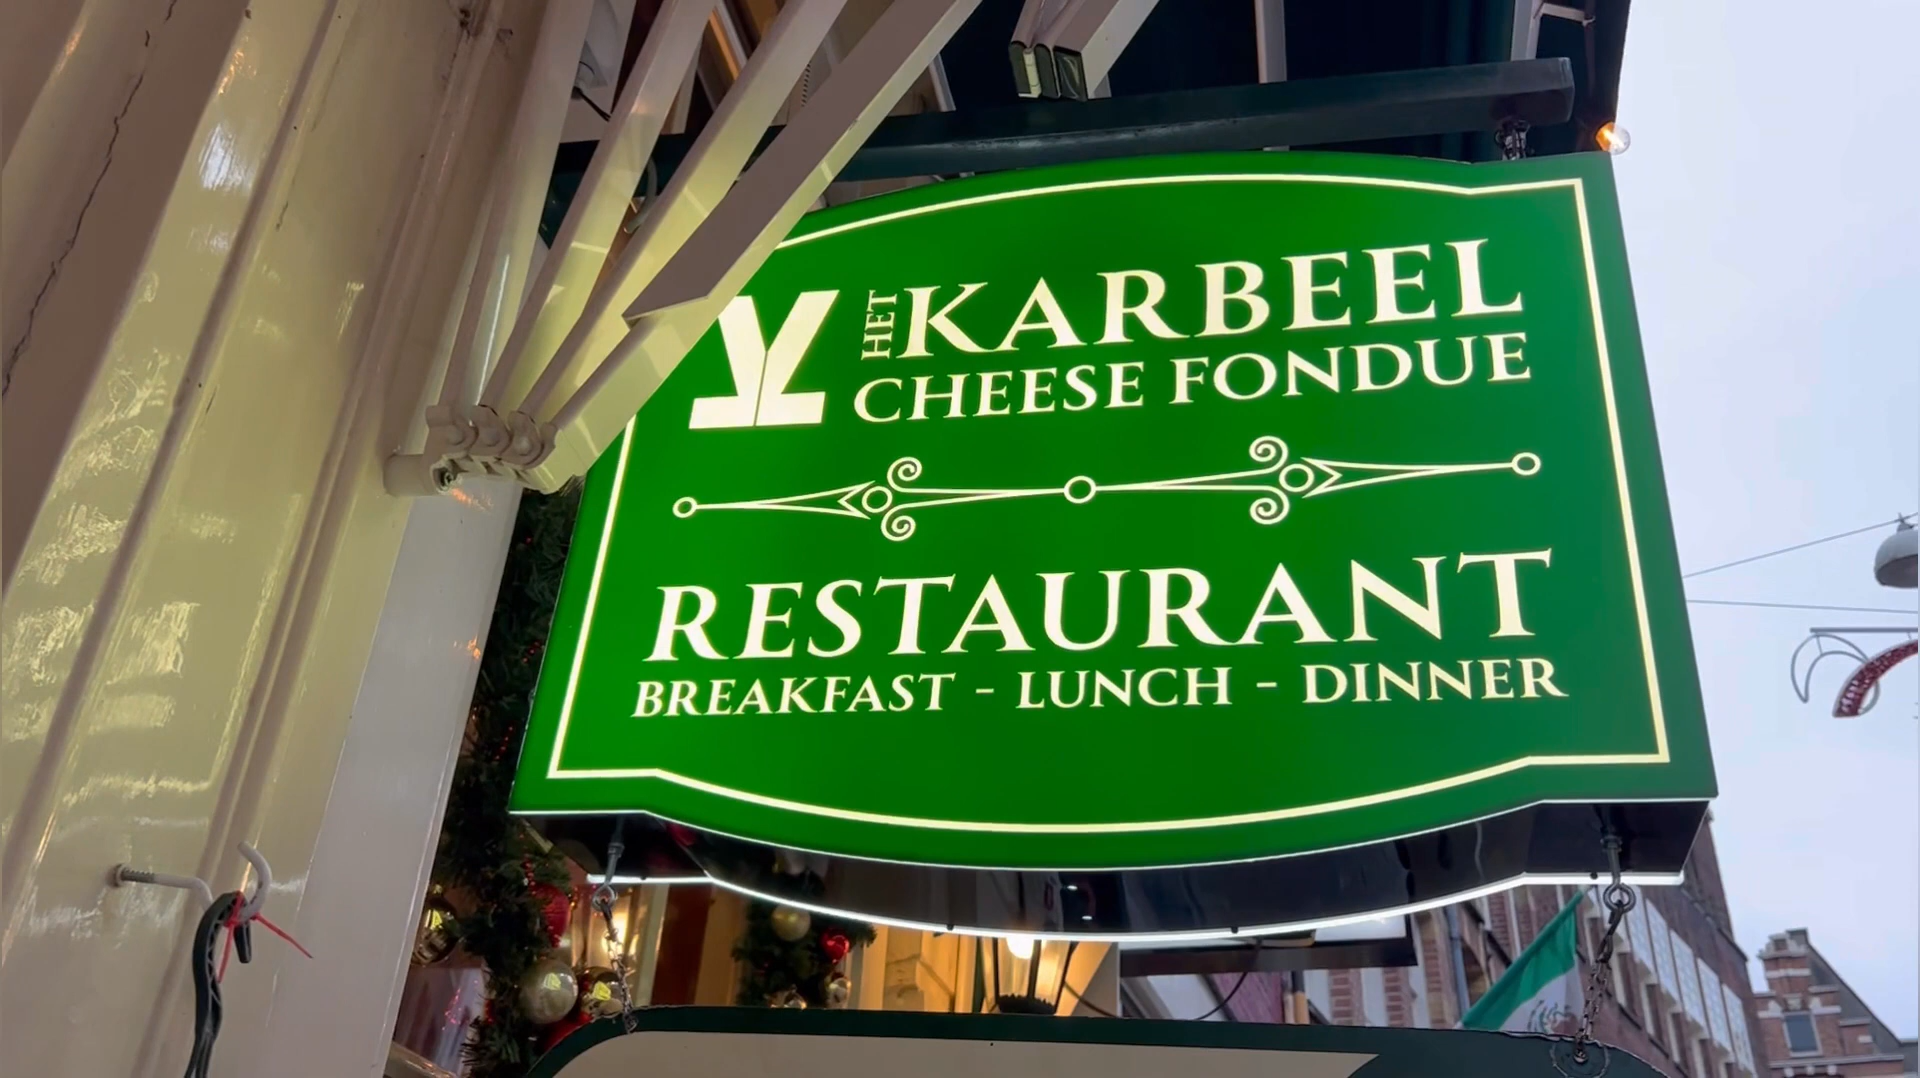 HET KARBEEL
CHEESE FONDUE
RESTAURANT
BREAKFAST - LUNCH - DINNER